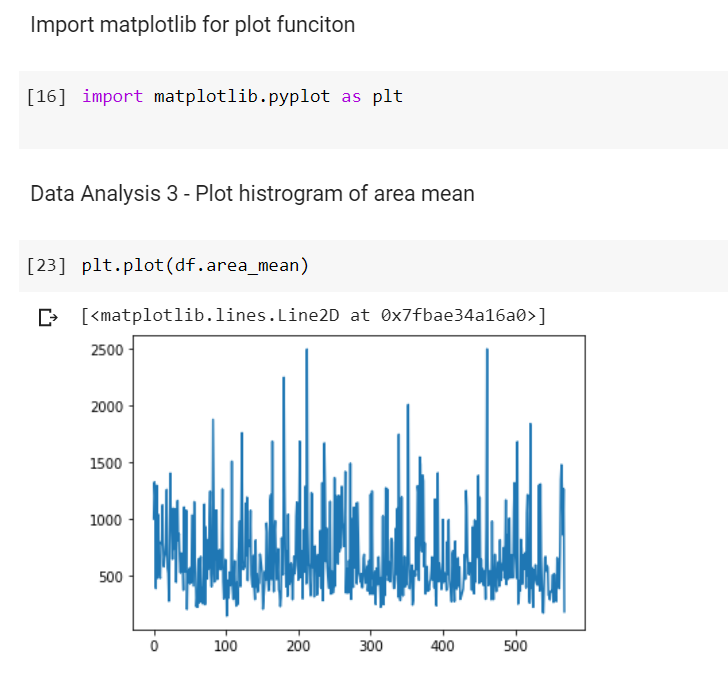 Import matplotlib for plot funciton
[16] import matplotlib.pyplot as plt
Data Analysis 3 - Plot histrogram of area mean
[23] plt.plot(df.area_mean)
[<matplotlib.lines.Line2D at 0x7fbae34a16a0>]
2500
2000
1500
1000
500
0 100 200 300 400 500